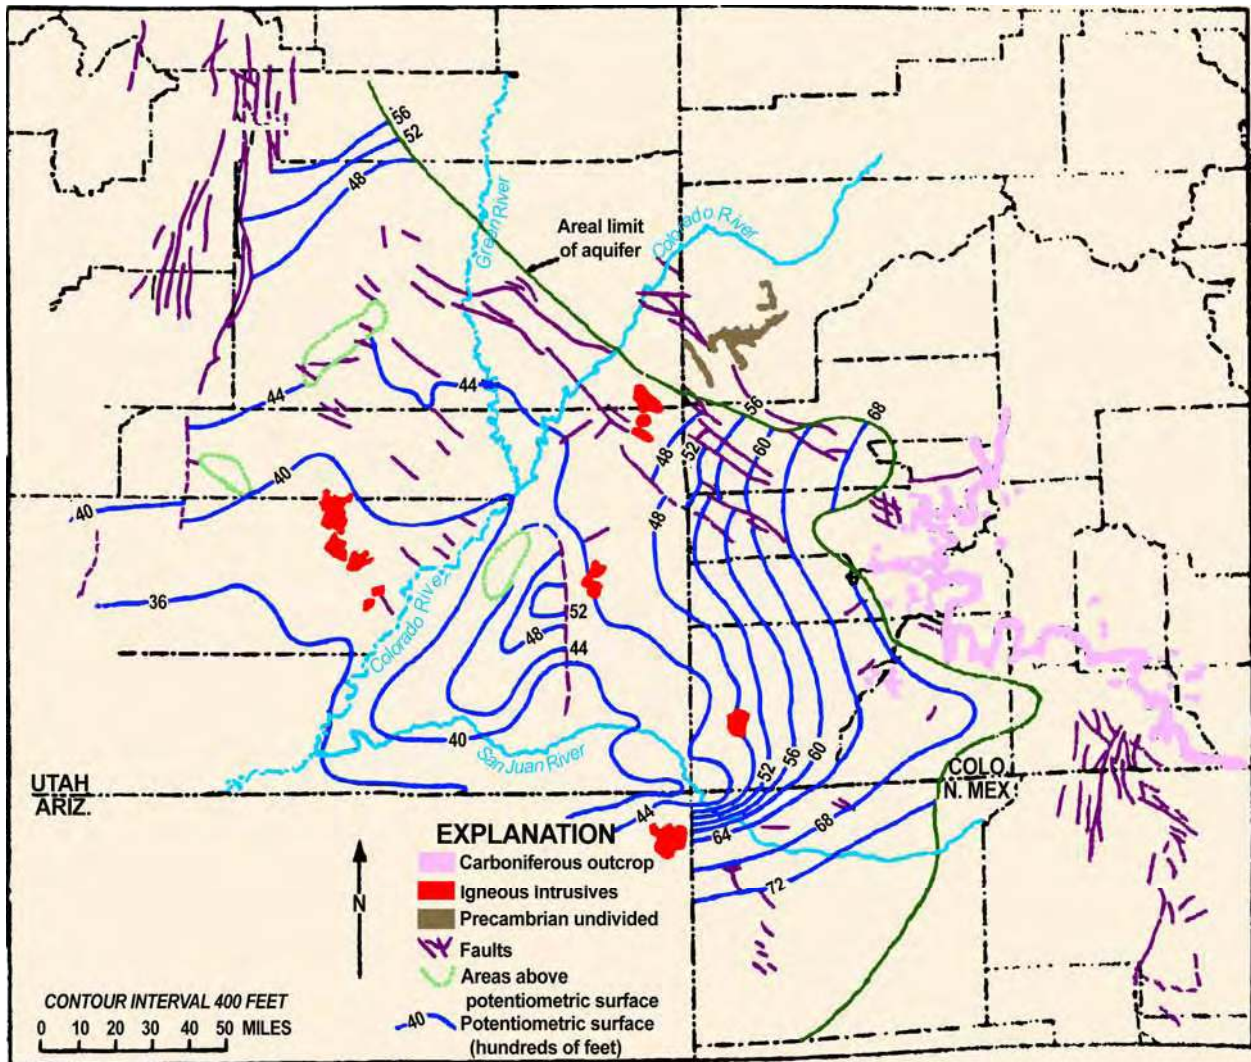 56
52
48
Green River
Areal limit
of aquifer
Colorado River
44
44
56
68
60
48
52
40
48
40
36
52
48
44
Colorado River
40
San Juan River
52
56
60
UTAH
ARIZ.
COLO.
N. MEX.
44
64
68
72
EXPLANATION
Carboniferous outcrop
Igneous intrusives
Precambrian undivided
Faults
Areas above
potentiometric surface
40 Potentiometric surface
(hundreds of feet)
N
CONTOUR INTERVAL 400 FEET
0 10 20 30 40 50 MILES